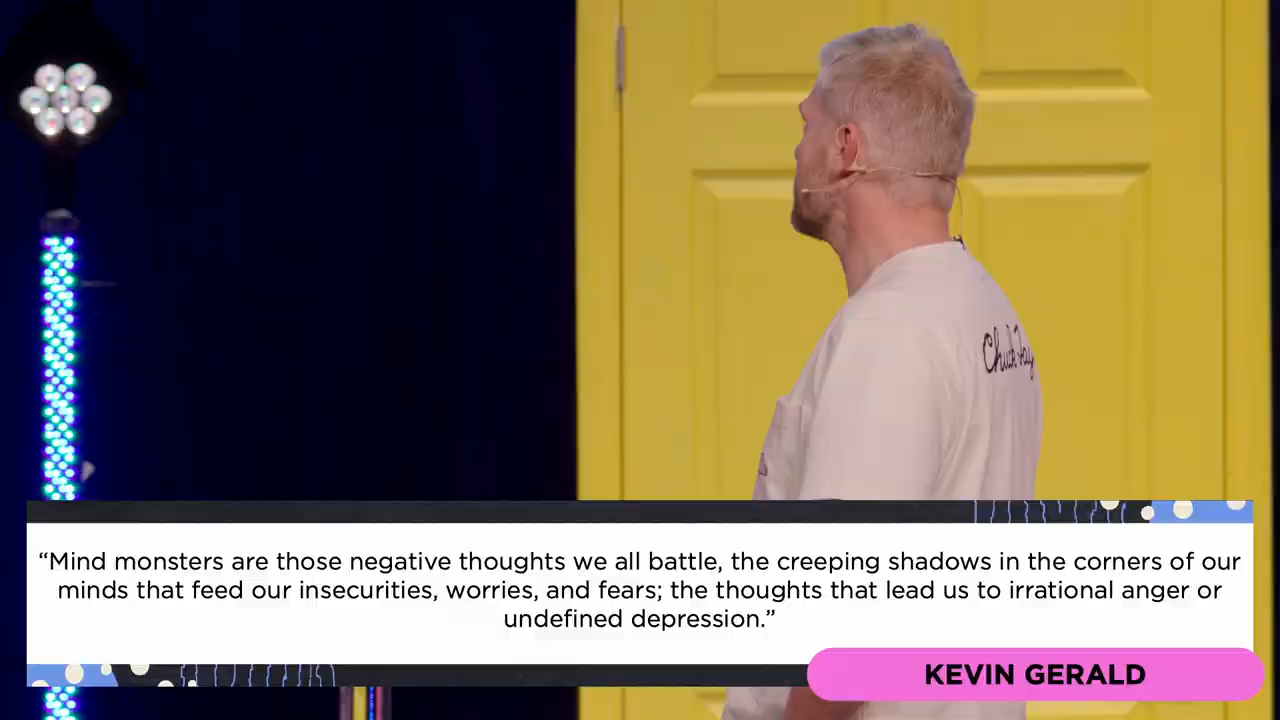 Chuck
“Mind monsters are those negative thoughts we all battle, the creeping shadows in the corners of our
minds that feed our insecurities, worries, and fears; the thoughts that lead us to irrational anger or
undefined depression.”
KEVIN GERALD